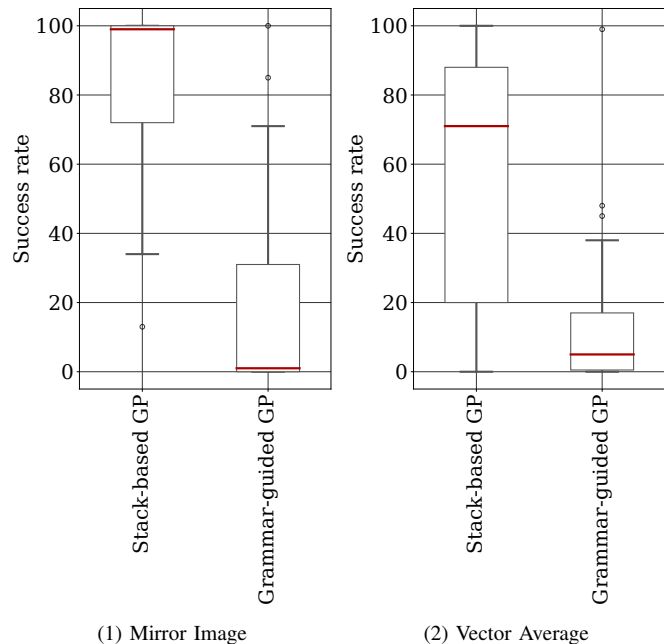 100
80
60
40
20
0
Success rate
Stack-based GP
Grammar-guided GP
(1) Mirror Image
100
80
60
40
20
0
Success rate
Stack-based GP
Grammar-guided GP
(2) Vector Average